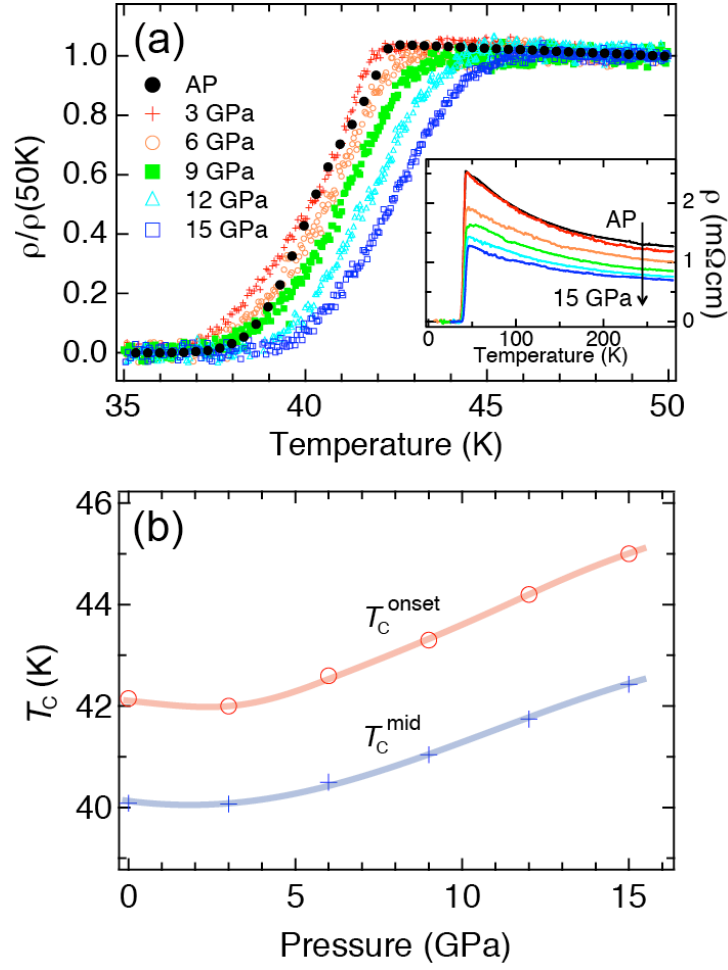 (a)
1.0
0.8
0.6
0.4
0.2
0.0
ρ/ρ(50K)
AP
3 GPa
6 GPa
9 GPa
12 GPa
15 GPa
AP
15 GPa
2
1
0
ρ (mΩcm)
0 100 200
Temperature (K)
35 40 45 50
Temperature (K)
(b)
46
44
42
40
T_C (K)
T_C^onset
T_C^mid
0 5 10 15
Pressure (GPa)